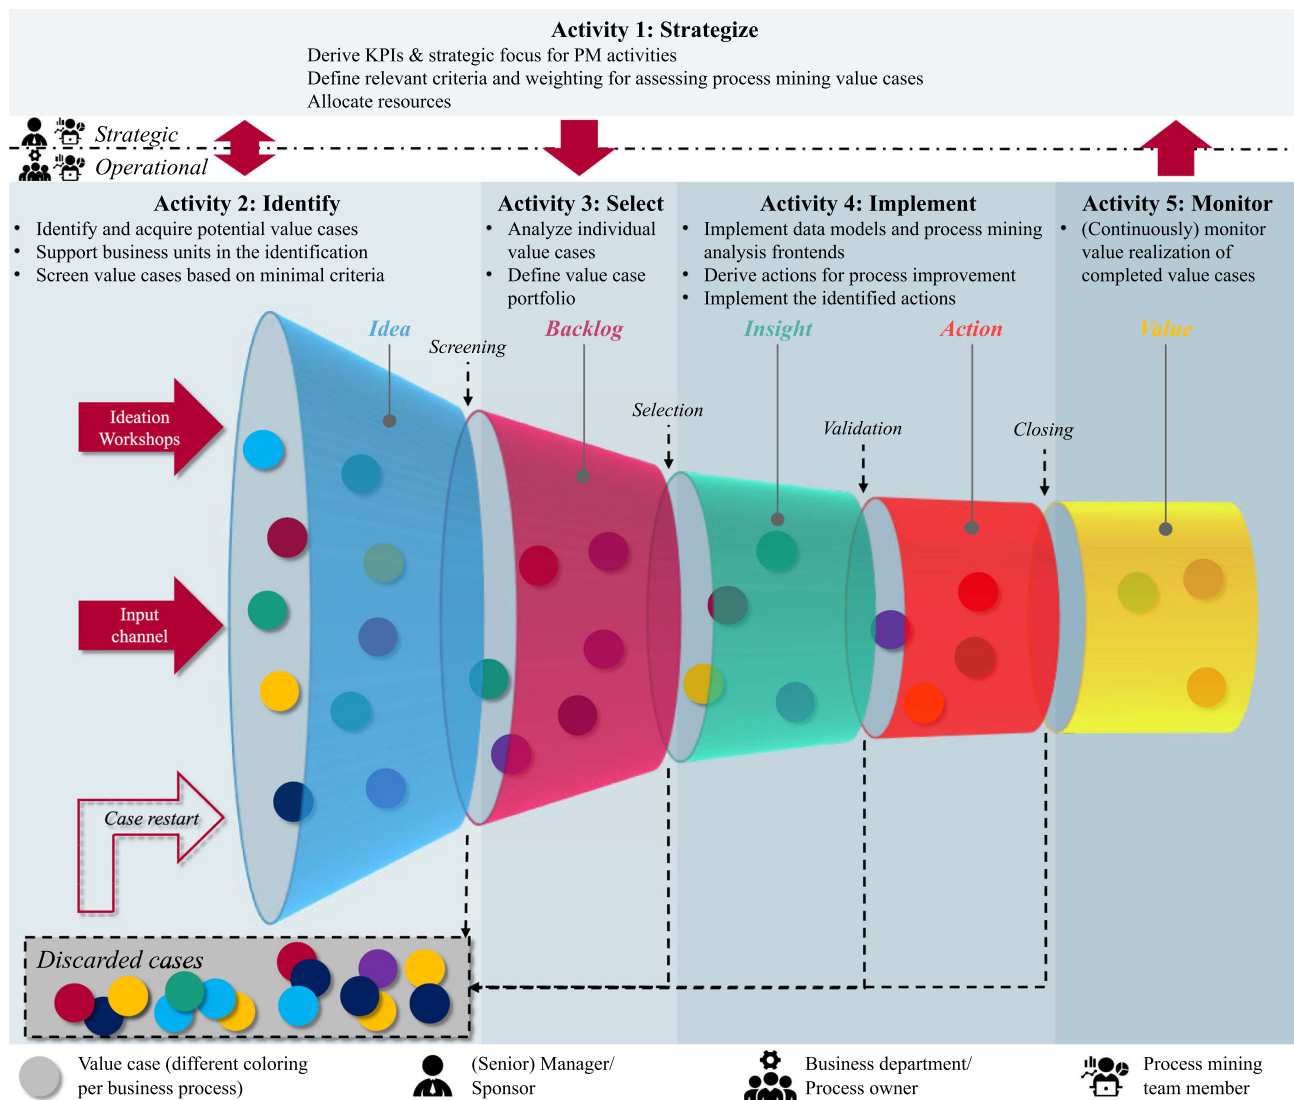 Activity 1: Strategize
Derive KPIs & strategic focus for PM activities
Define relevant criteria and weighting for assessing process mining value cases
Allocate resources
Strategic
Operational
Activity 2: Identify
• Identify and acquire potential value cases
• Support business units in the identification
• Screen value cases based on minimal criteria
Activity 3: Select
• Analyze individual
value cases
• Define value case
portfolio
Activity 4: Implement
• Implement data models and process mining
analysis frontends
• Derive actions for process improvement
• Implement the identified actions
Activity 5: Monitor
• (Continuously) monitor
value realization of
completed value cases
Idea
Backlog
Insight
Action
Value
Screening
Selection
Validation
Closing
Ideation
Workshops
Input
channel
Case restart
Discarded cases
Value case (different coloring
per business process)
(Senior) Manager/
Sponsor
Business department/
Process owner
Process mining
team member